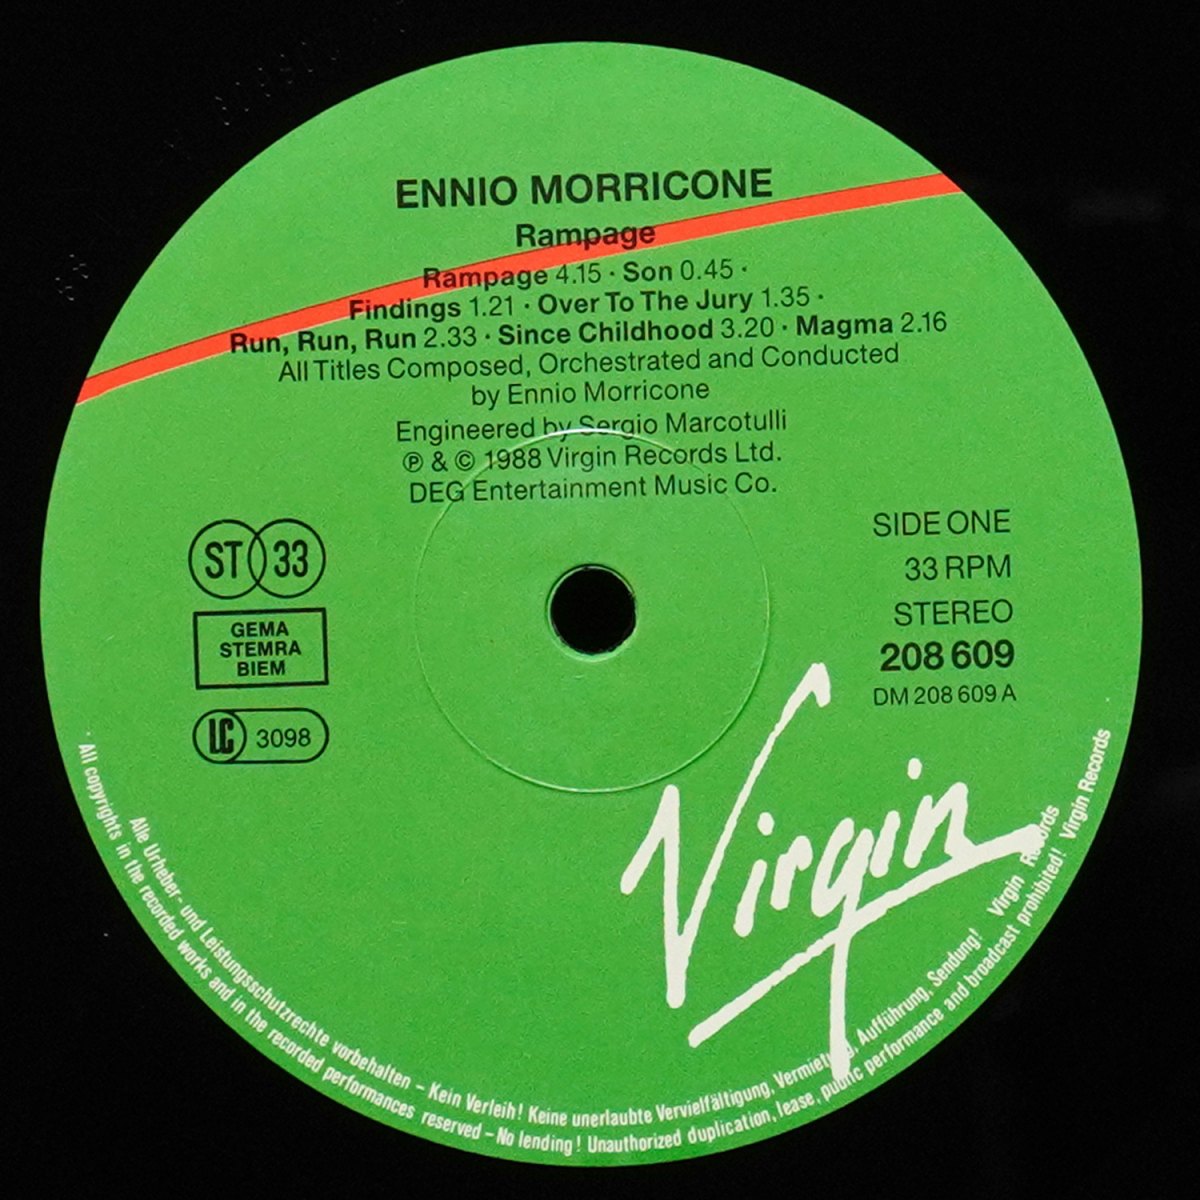 ENNIO MORRICONE
Rampage
Rampage 4.15 · Son 0.45 ·
Findings 1.21 · Over To The Jury 1.35 ·
Run, Run, Run 2.33 · Since Childhood 3.20 · Magma 2.16
All Titles Composed, Orchestrated and Conducted
by Ennio Morricone
Engineered by Sergio Marcotulli
℗ & © 1988 Virgin Records Ltd.
DEG Entertainment Music Co.
ST 33
GEMA
STEMRA
BIEM
LC 3098
SIDE ONE
33 RPM
STEREO
208 609
DM 208 609 A
Virgin
Alle Urheber- und Leistungsschutzrechte vorbehalten – Kein Verleih! Keine unerlaubte Vervielfältigung, Vermietung, Aufführung, Sendung! Virgin Records
· All copyrights in the recorded works and in the recorded performances reserved – No lending! Unauthorized duplication, lease, public performance and broadcast prohibited! Virgin Records